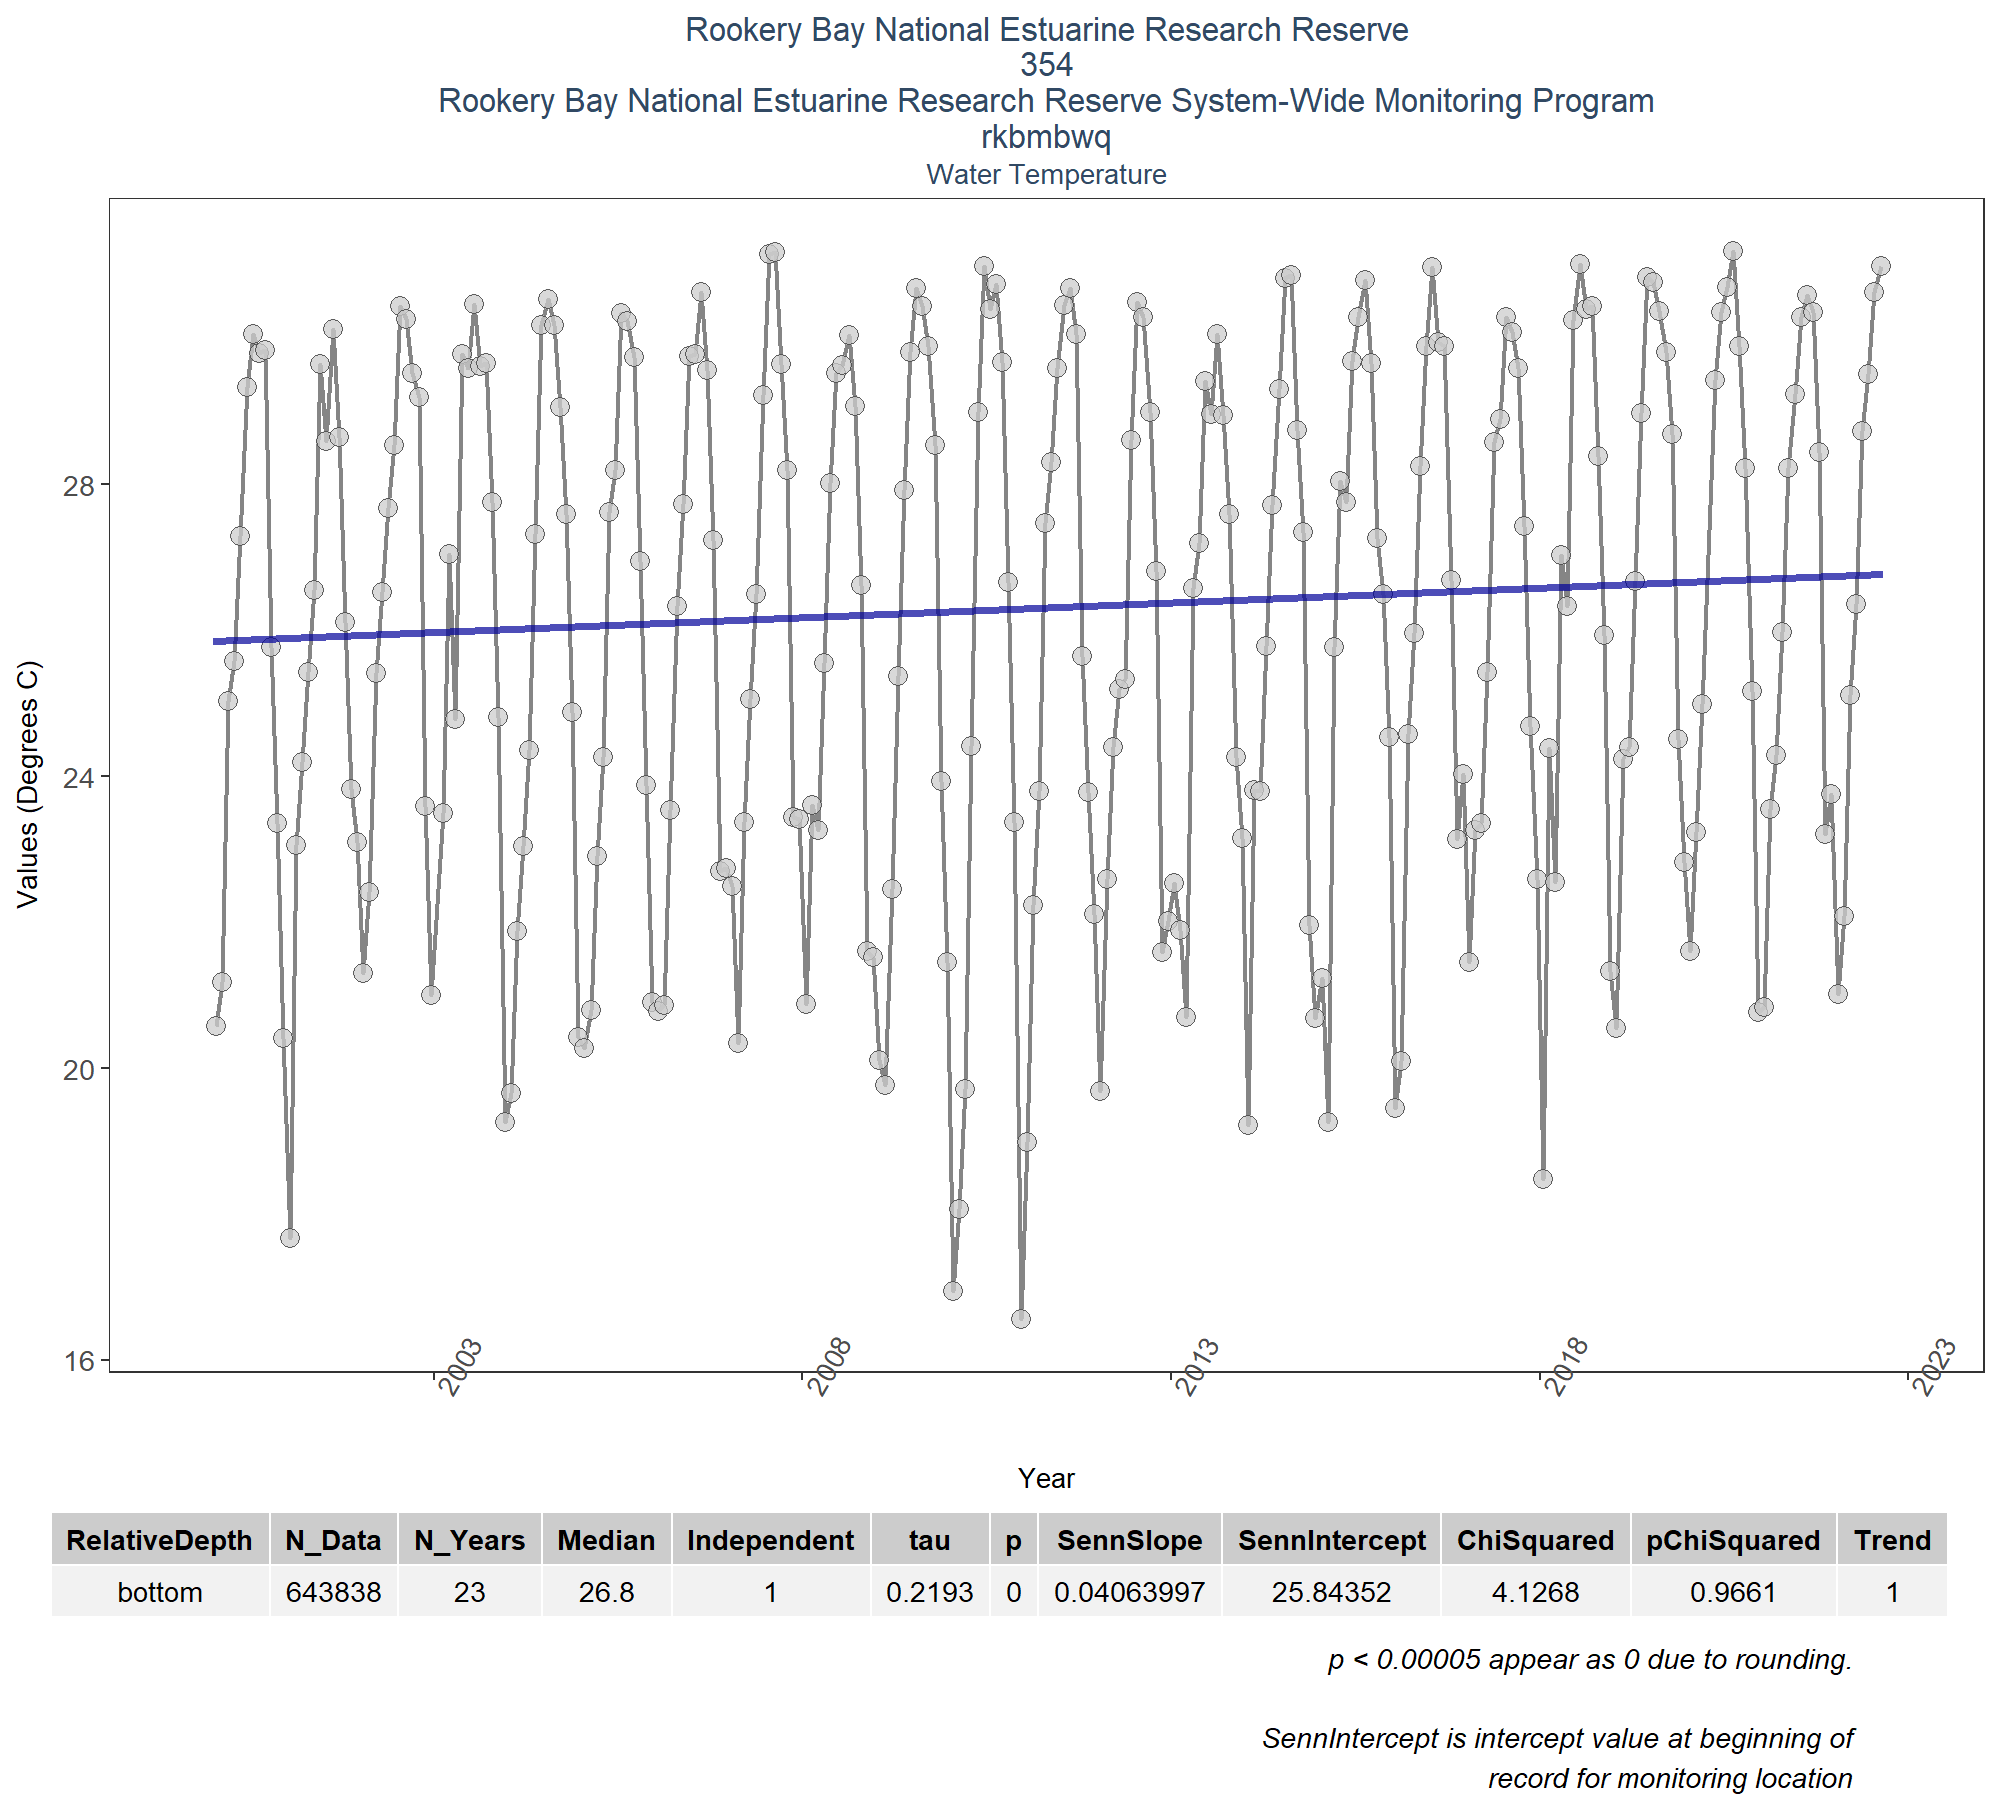 Rookery Bay National Estuarine Research Reserve
354
Rookery Bay National Estuarine Research Reserve System-Wide Monitoring Program
rkbmbwq
Water Temperature
Values (Degrees C)
28
24
20
16
2003 2008 2013 2018 2023
Year
RelativeDepth N_Data N_Years Median Independent tau p SennSlope SennIntercept ChiSquared pChiSquared Trend
bottom 643838 23 26.8 1 0.2193 0 0.04063997 25.84352 4.1268 0.9661 1
p < 0.00005 appear as 0 due to rounding.
SennIntercept is intercept value at beginning of
record for monitoring location